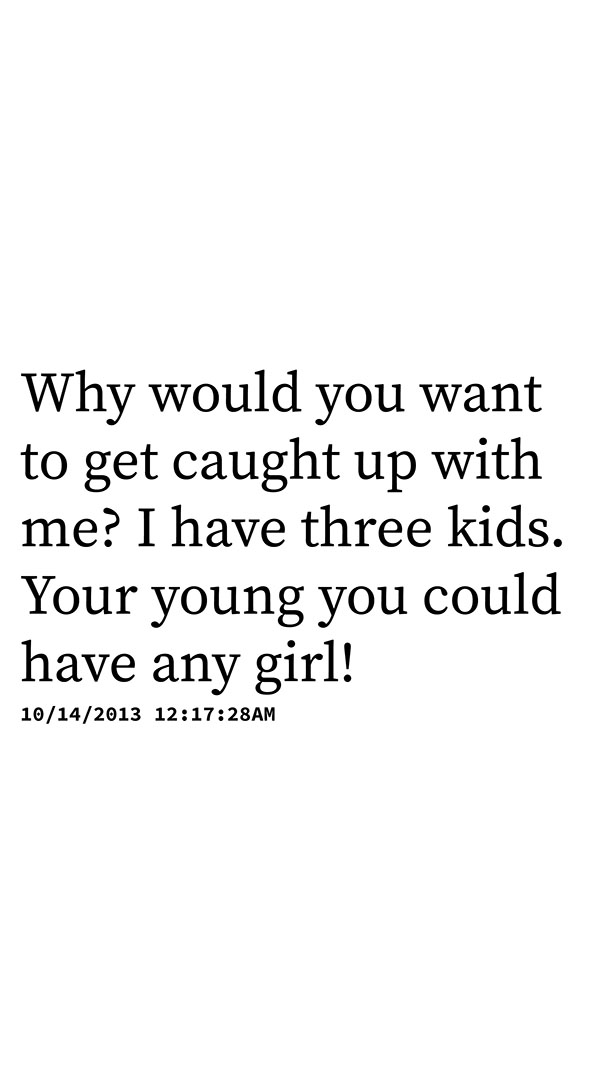 Why would you want
to get caught up with
me? I have three kids.
Your young you could
have any girl!
10/14/2013 12:17:28AM